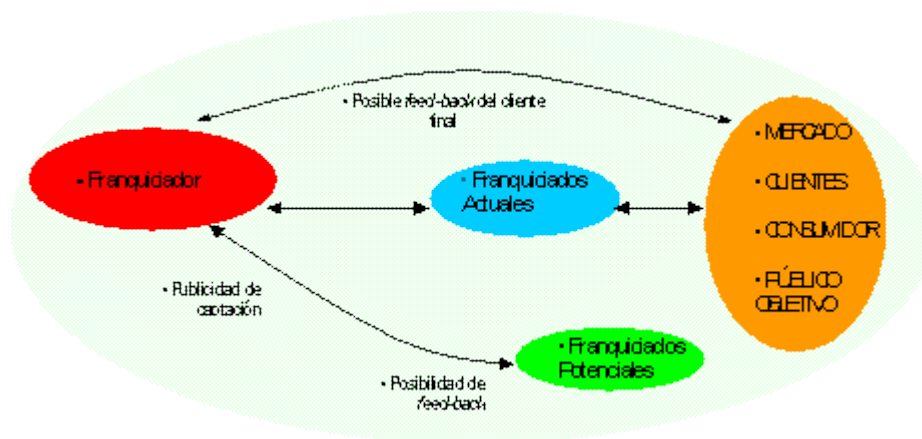 • Posible feed-back del cliente
final
• Franquiciador
• Franquiciados
Actuales
• MERCADO
• CLIENTES
• CONSUMIDOR
• PÚBLICO
OBJETIVO
• Publicidad de
captación
• Franquiciados
Potenciales
• Posibilidad de
feed-back